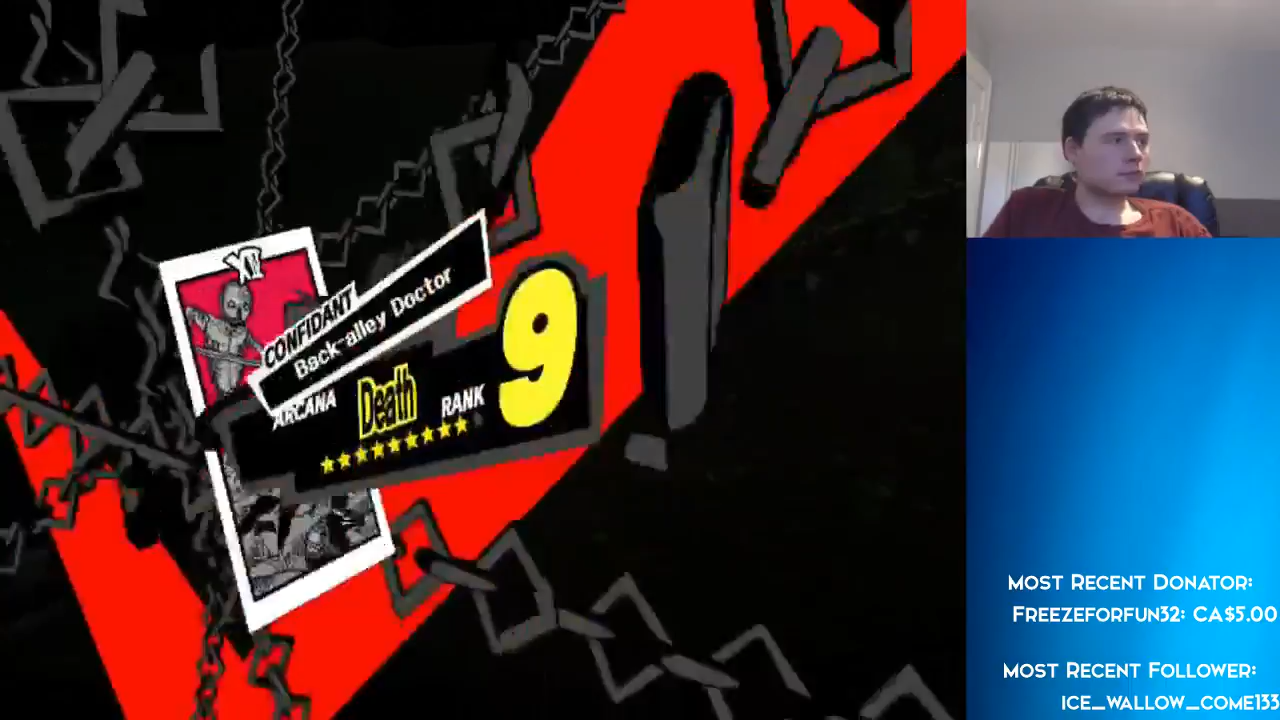 XIII
CONFIDANT
Back-alley Doctor
ARCANA Death RANK 9
MOST RECENT DONATOR:
FREEZEFORFUN32: CA$5.00
MOST RECENT FOLLOWER:
ICE_WALLOW_COME133